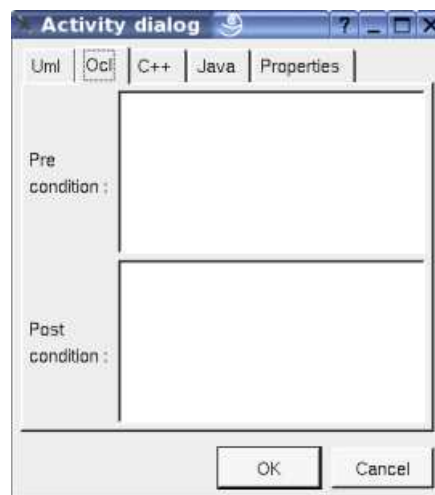 Activity dialog
?
Uml Ocl C++ Java Properties
Pre
condition :
Post
condition :
OK Cancel